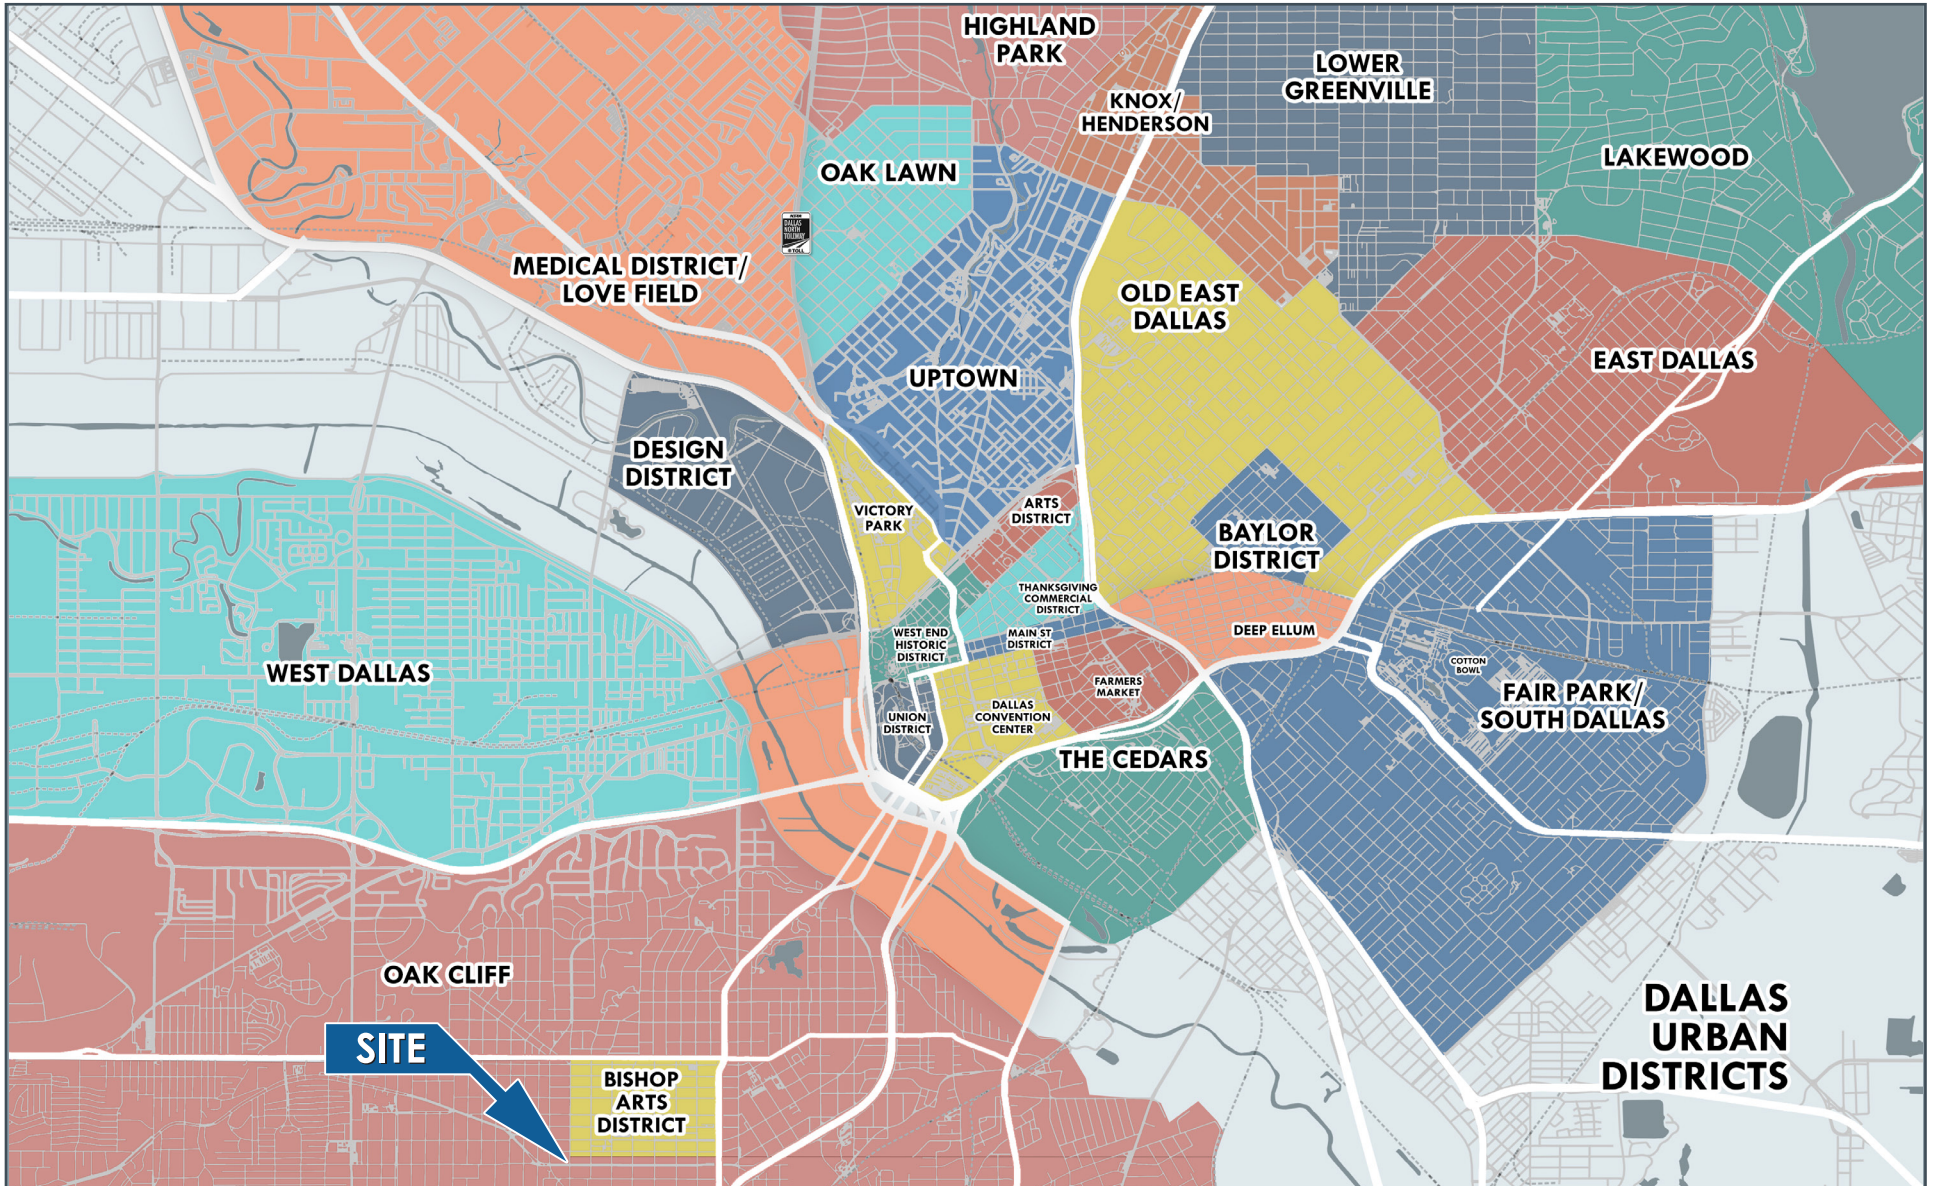 HIGHLAND
PARK
LOWER
GREENVILLE
KNOX/
HENDERSON
LAKEWOOD
OAK LAWN
DALLAS
NORTH
TOLLWAY
MEDICAL DISTRICT/
LOVE FIELD
OLD EAST
DALLAS
EAST DALLAS
UPTOWN
DESIGN
DISTRICT
VICTORY
PARK
ARTS
DISTRICT
BAYLOR
DISTRICT
THANKSGIVING
COMMERCIAL
DISTRICT
WEST END
HISTORIC
DISTRICT
MAIN ST
DISTRICT
DEEP ELLUM
COTTON
BOWL
WEST DALLAS
FARMERS
MARKET
FAIR PARK/
SOUTH DALLAS
UNION
DISTRICT
DALLAS
CONVENTION
CENTER
THE CEDARS
OAK CLIFF
SITE
BISHOP
ARTS
DISTRICT
DALLAS
URBAN
DISTRICTS